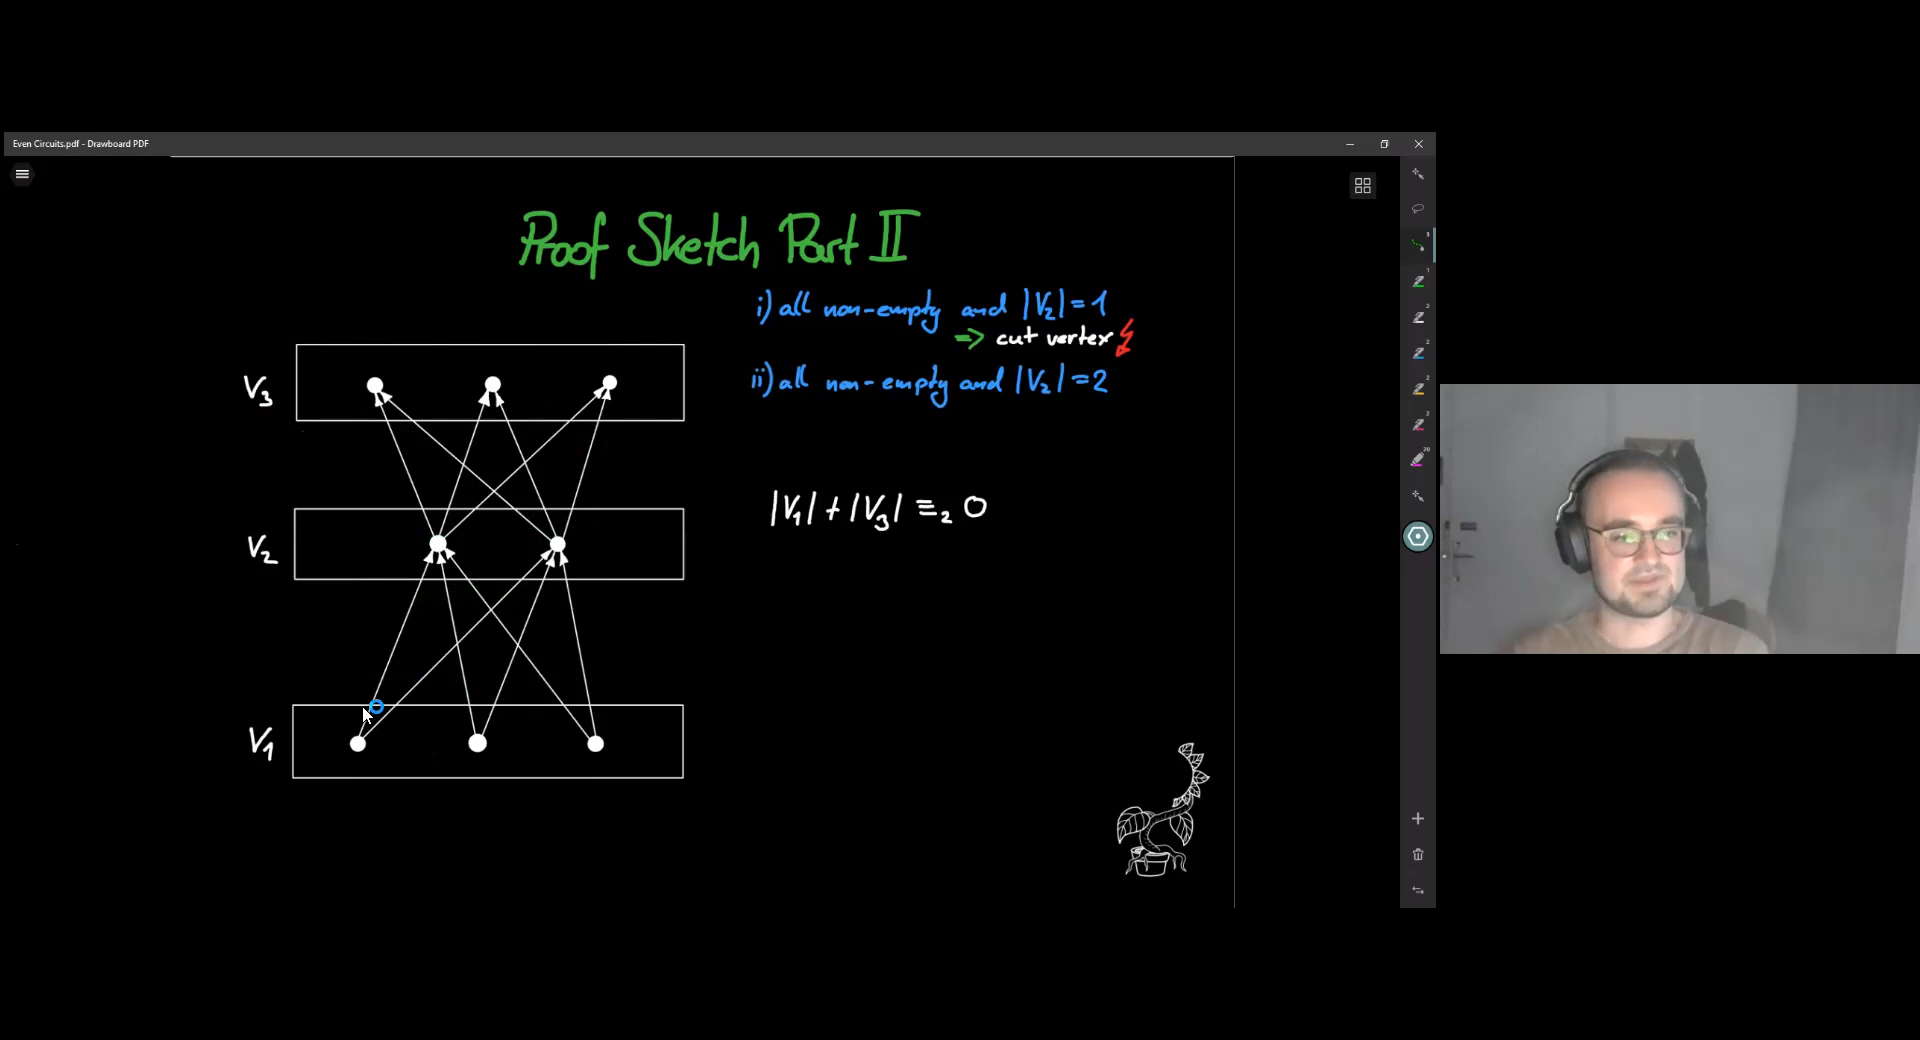 Even Circuits.pdf - Drawboard PDF
Proof Sketch Part II
i) all non-empty and |V₂| = 1
=> cut vertex
ii) all non-empty and |V₂| = 2
V₃
|V₁| + |V₃| ≡₂ 0
V₂
V₁